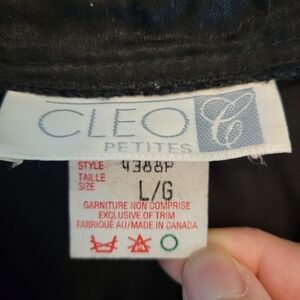 CLEO
PETITES
STYLE 4388P
TAILLE
SIZE L/G
GARNITURE NON COMPRISE
EXCLUSIVE OF TRIM
FABRIQUÉ AU/MADE IN CANADA